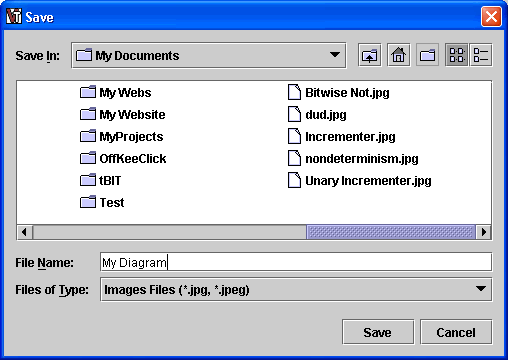 Save
Save In: My Documents
My Webs
My Website
MyProjects
OffKeeClick
tBIT
Test
Bitwise Not.jpg
dud.jpg
Incrementer.jpg
nondeterminism.jpg
Unary Incrementer.jpg
File Name: My Diagram
Files of Type: Images Files (*.jpg, *.jpeg)
Save Cancel